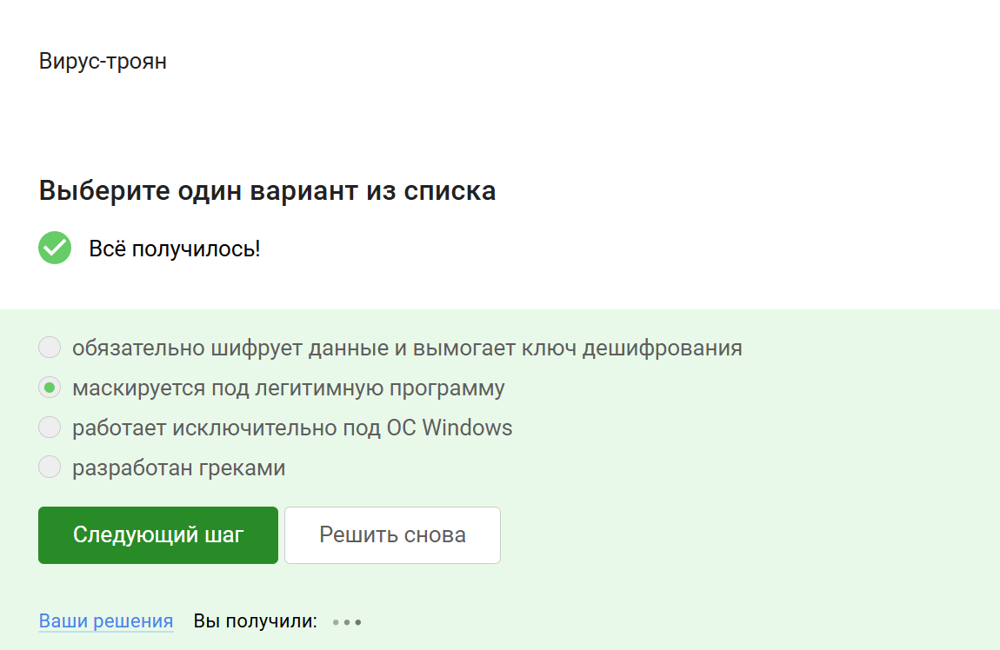 Вирус-троян
Выберите один вариант из списка
Всё получилось!
обязательно шифрует данные и вымогает ключ дешифрования
маскируется под легитимную программу
работает исключительно под ОС Windows
разработан греками
Следующий шаг
Решить снова
Ваши решения
Вы получили: